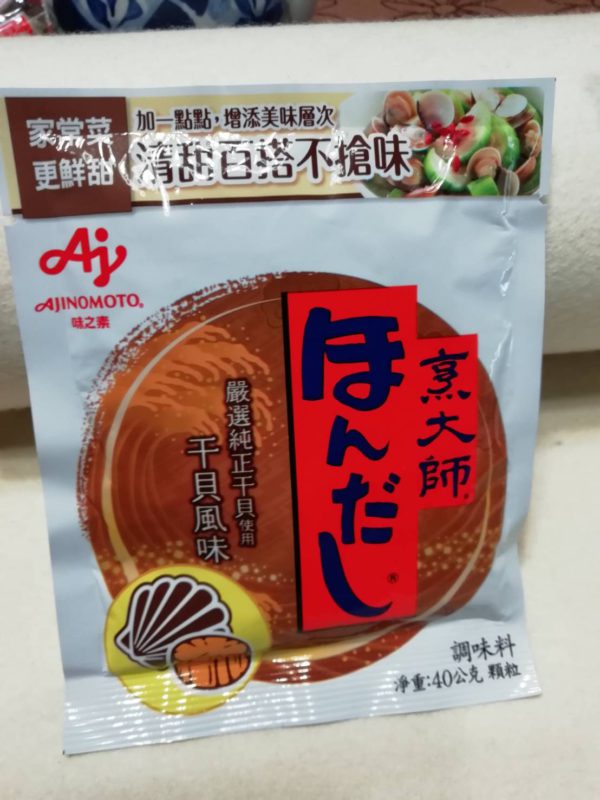 家常菜
更鮮甜
加一點點，增添美味層次
清甜百搭不搶味
Aj
AJINOMOTO®
味之素
ほんだし®
烹大師®
嚴選純正干貝使用
干貝風味
調味料
淨重:40公克 顆粒